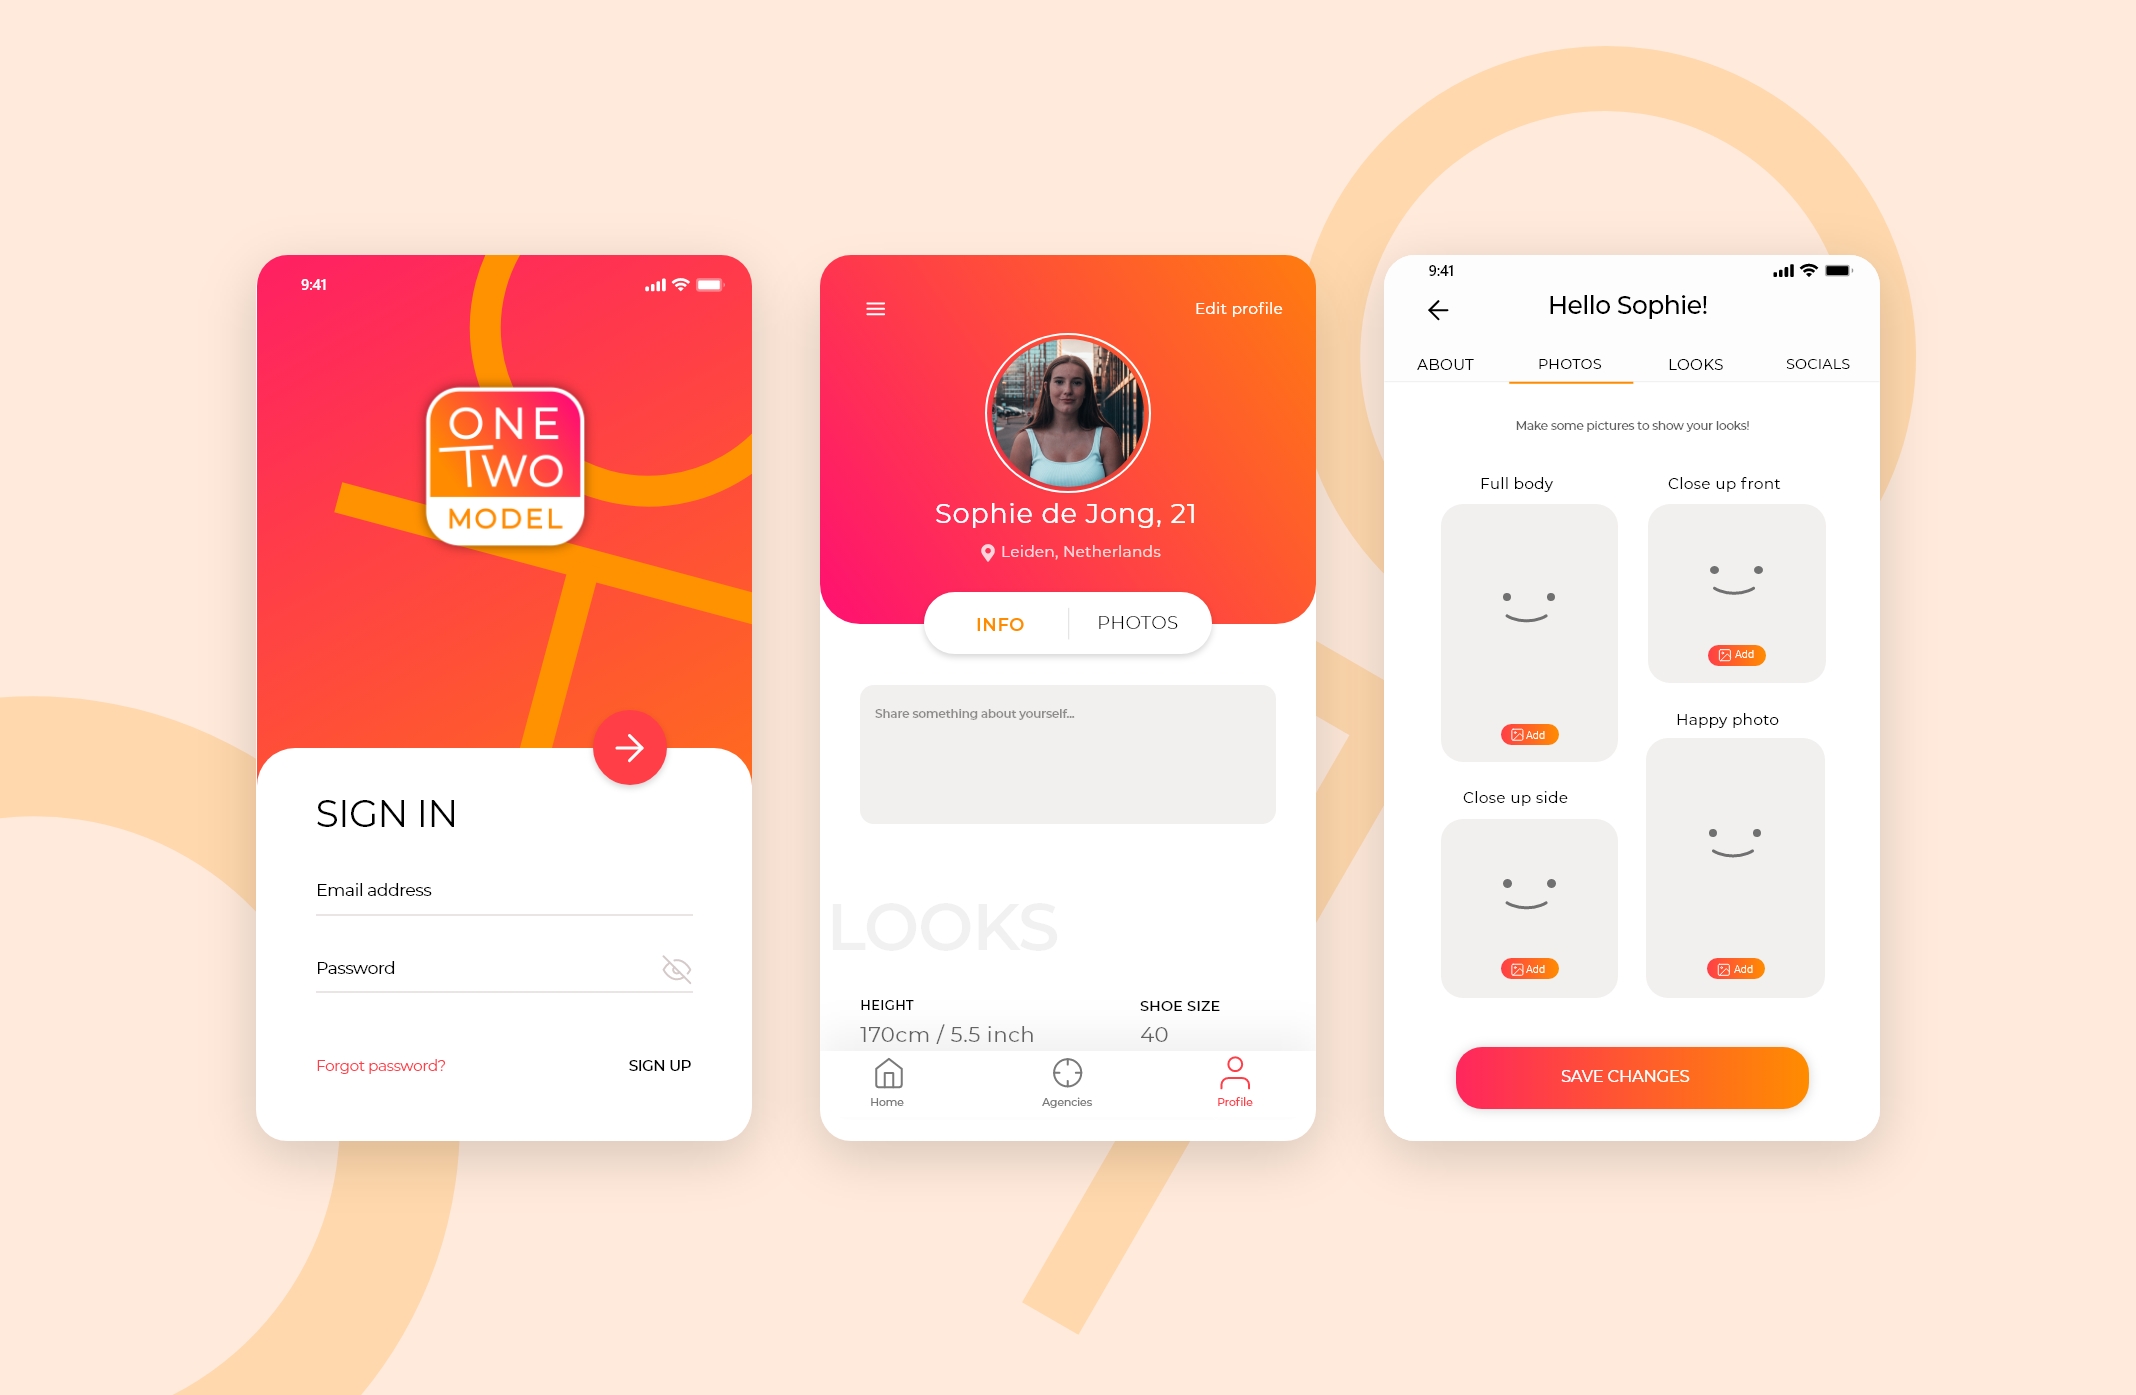 9:41
ONE
TWO
MODEL
SIGN IN
Email address
Password
Forgot password?
SIGN UP
Edit profile
Sophie de Jong, 21
Leiden, Netherlands
INFO
PHOTOS
Share something about yourself...
LOOKS
HEIGHT
SHOE SIZE
170cm / 5.5 inch
40
Home
Agencies
Profile
9:41
Hello Sophie!
ABOUT
PHOTOS
LOOKS
SOCIALS
Make some pictures to show your looks!
Full body
Close up front
Add
Add
Happy photo
Close up side
Add
Add
SAVE CHANGES